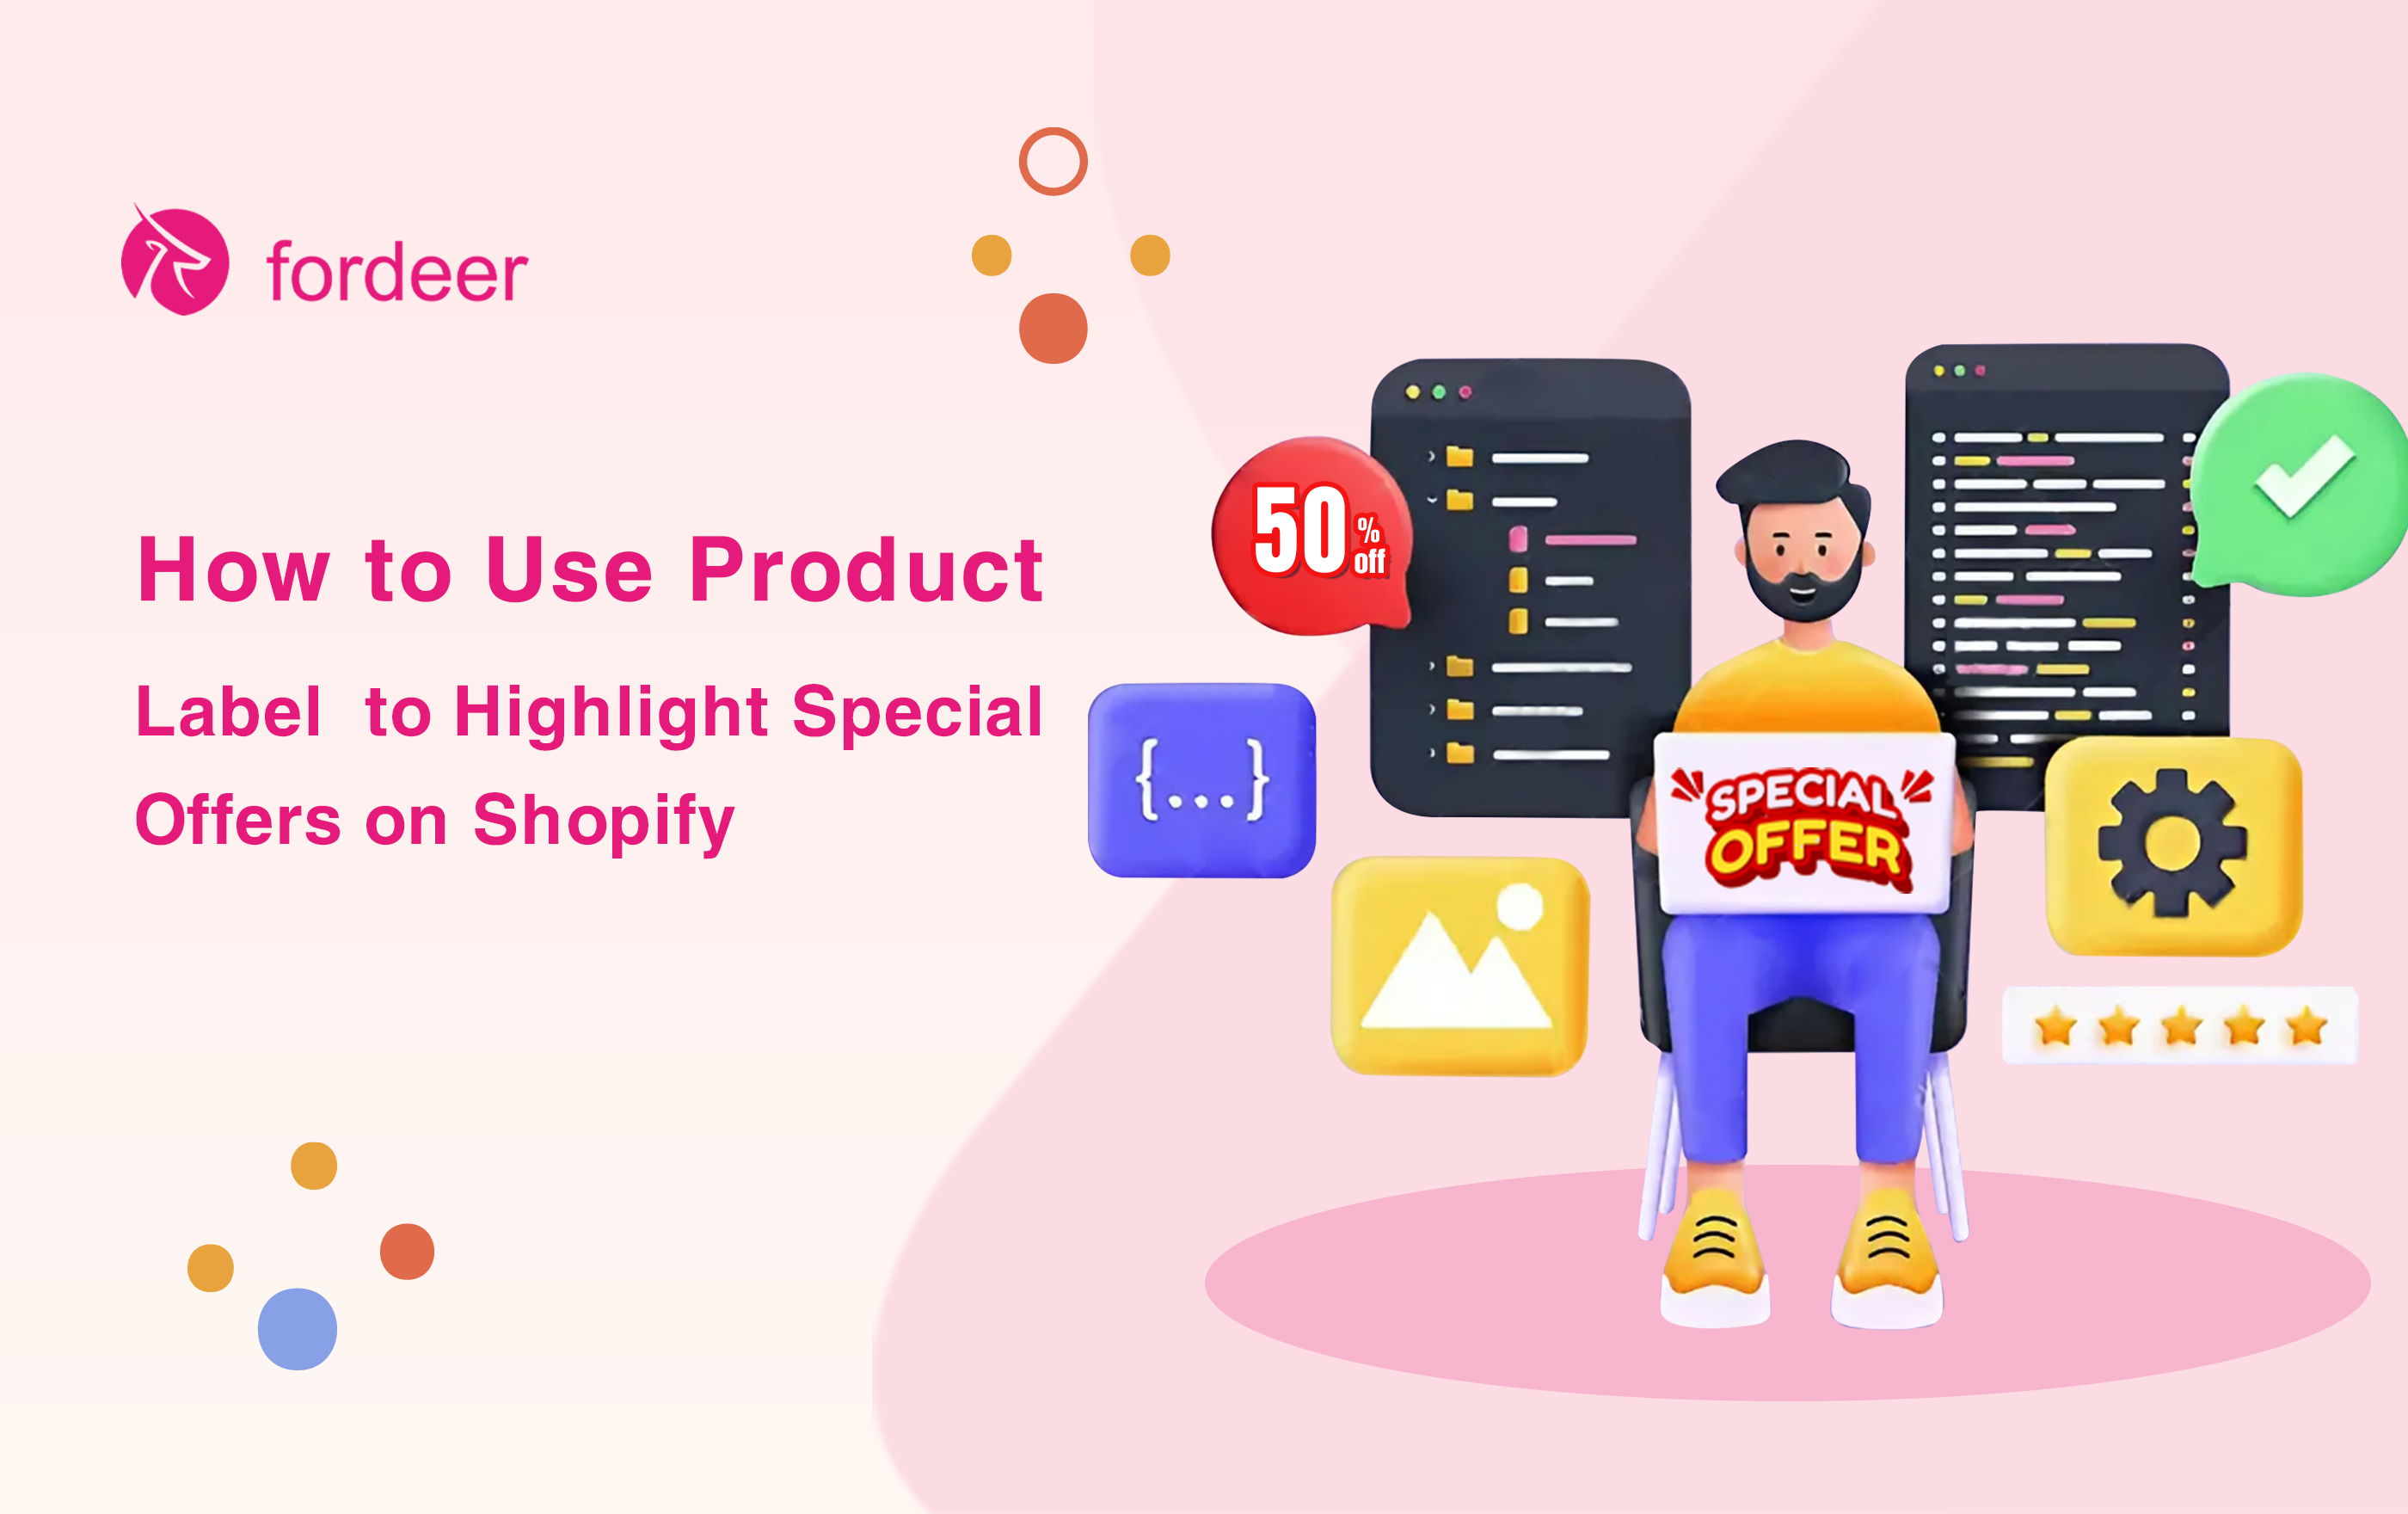 fordeer
How to Use Product
Label  to Highlight Special
Offers on Shopify
50
%
off
{...}
SPECIAL
OFFER